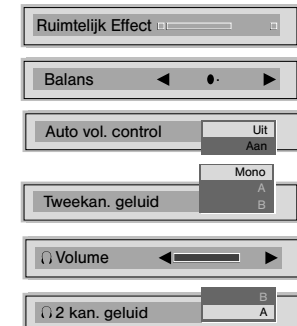 Ruimtelijk Effect
Balans
Auto vol. control
Uit
Aan
Mono
A
Tweekan. geluid
B
Volume
B
2 kan. geluid
A